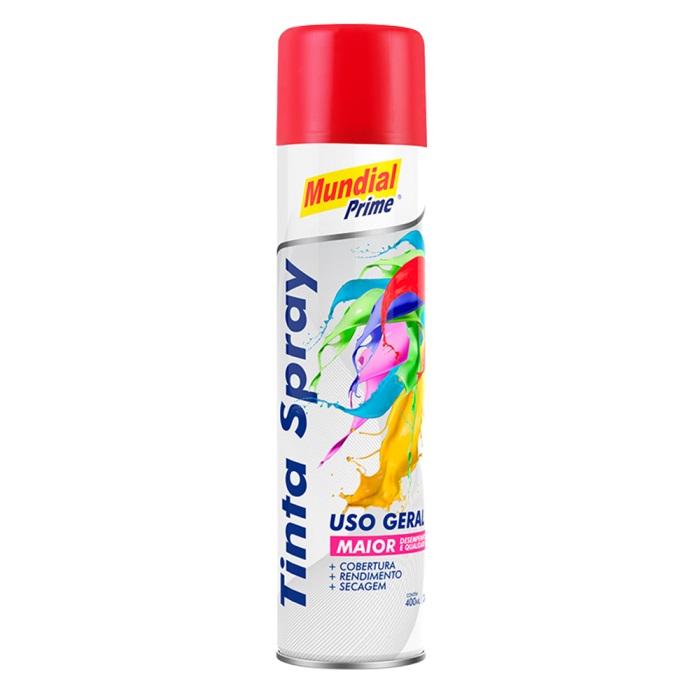 Mundial
Prime®
Tinta Spray
USO GERAL
MAIOR
+ COBERTURA
+ RENDIMENTO
+ SECAGEM
400ML